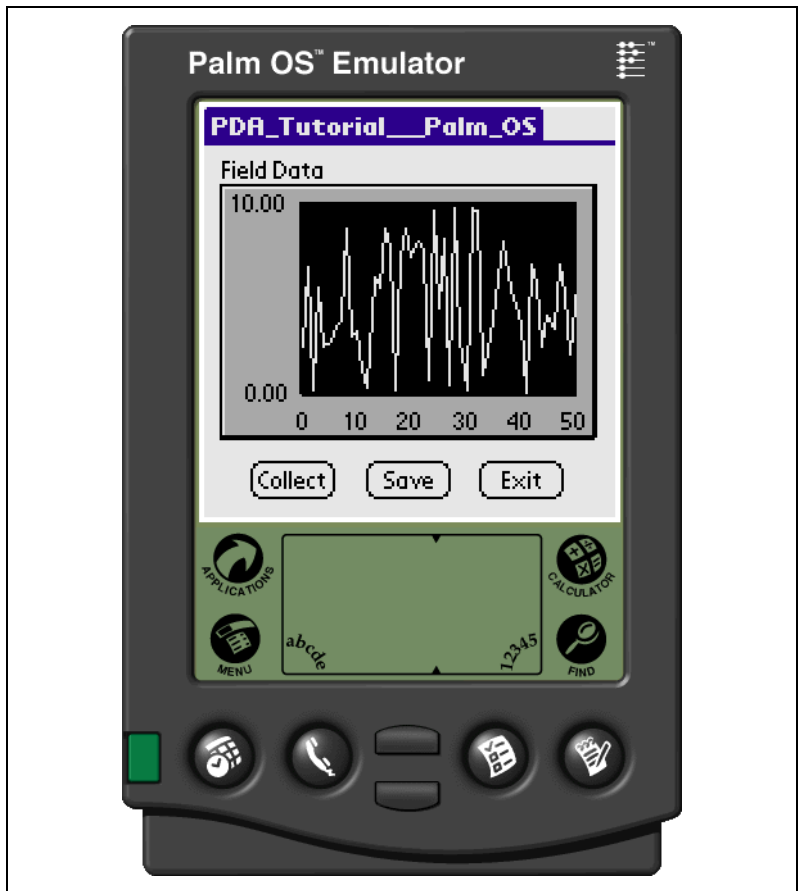 Palm OS™ Emulator
™
PDA_Tutorial___Palm_OS
Field Data
10.00
0.00
0 10 20 30 40 50
Collect Save Exit
APPLICATIONS
CALCULATOR
MENU
abcde
12345
FIND